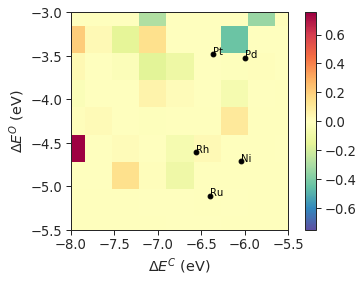 −3.0
−3.5
−4.0
−4.5
−5.0
−5.5
ΔE^O (eV)
Pt
Pd
Rh
Ni
Ru
−8.0 −7.5 −7.0 −6.5 −6.0 −5.5
ΔE^C (eV)
0.6
0.4
0.2
0.0
−0.2
−0.4
−0.6